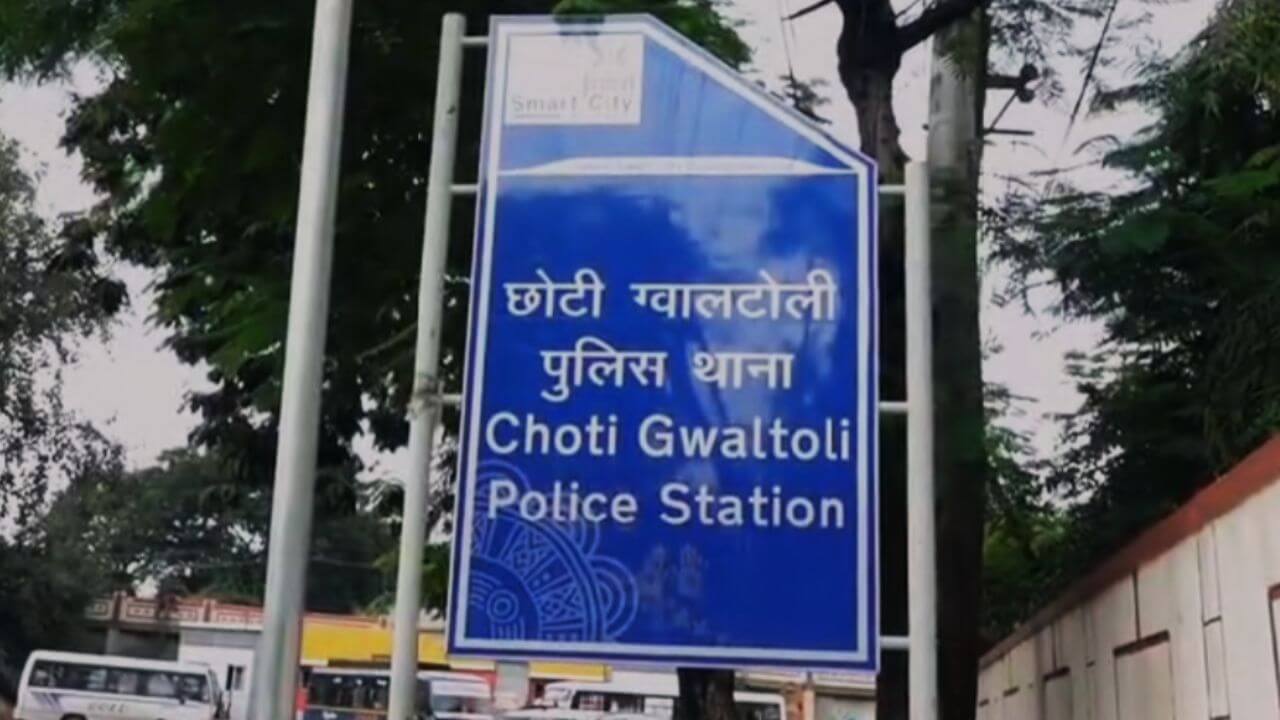 Smart City
छोटी ग्वालटोली
पुलिस थाना
Choti Gwaltoli
Police Station